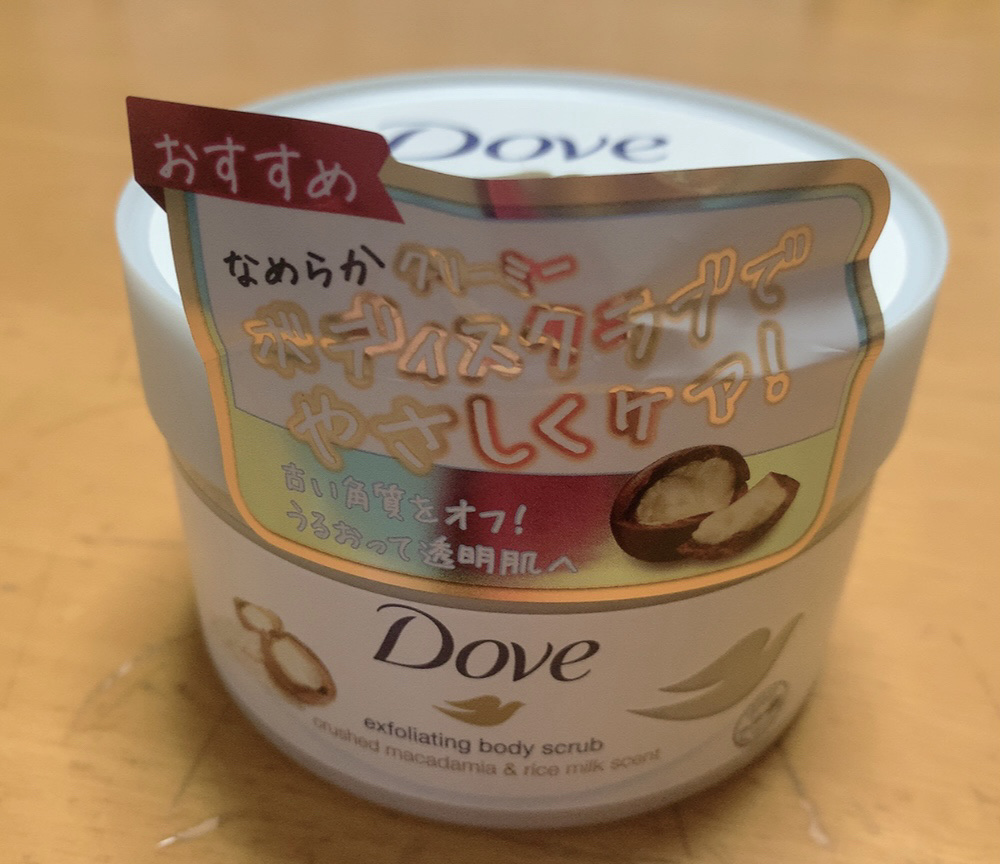 Dove
おすすめ
なめらかクリーミー
ボディスクラブで
やさしくケア!
古い角質をオフ!
うるおって透明肌へ
Dove
exfoliating body scrub
crushed macadamia & rice milk scent